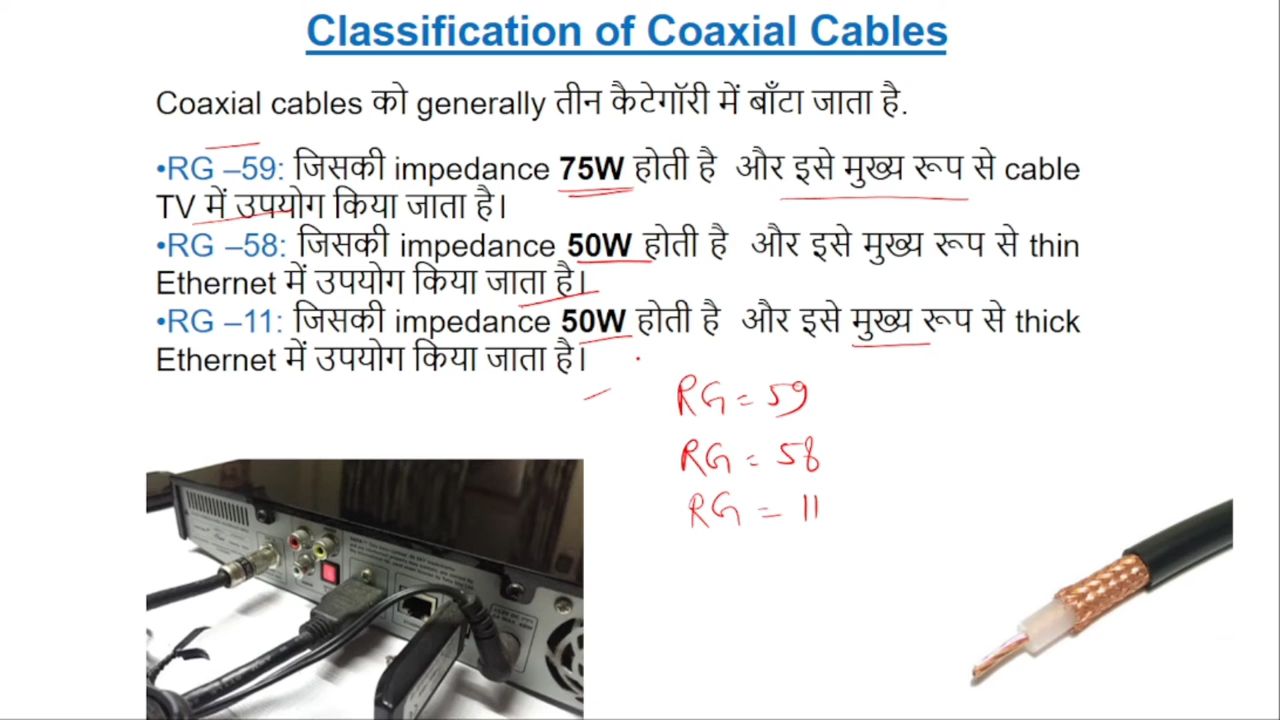 Classification of Coaxial Cables
Coaxial cables को generally तीन कैटेगॉरी में बाँटा जाता है.
•RG –59: जिसकी impedance 75W होती है और इसे मुख्य रूप से cable
TV में उपयोग किया जाता है।
•RG –58: जिसकी impedance 50W होती है और इसे मुख्य रूप से thin
Ethernet में उपयोग किया जाता है।
•RG –11: जिसकी impedance 50W होती है और इसे मुख्य रूप से thick
Ethernet में उपयोग किया जाता है।
RG = 59
RG = 58
RG = 11